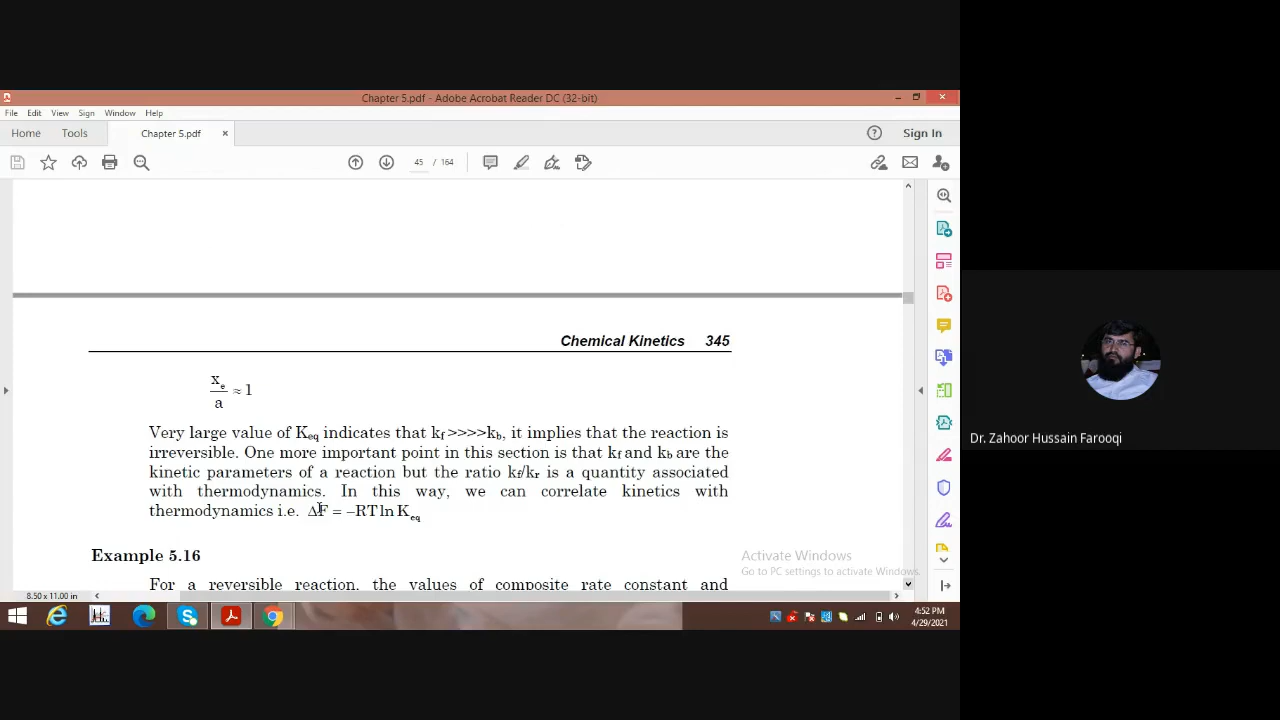 Chapter 5.pdf - Adobe Acrobat Reader DC (32-bit)
File Edit View Sign Window Help
Home Tools Chapter 5.pdf × Sign In
45 / 164
Chemical Kinetics 345
xe/a ≈ 1
Very large value of Keq indicates that kf>>>>kb, it implies that the reaction is
irreversible. One more important point in this section is that kf and kb are the
kinetic parameters of a reaction but the ratio kf/kr is a quantity associated
with thermodynamics. In this way, we can correlate kinetics with
thermodynamics i.e. ΔF = −RT ln Keq
Example 5.16
For a reversible reaction, the values of composite rate constant and
Activate Windows
Go to PC settings to activate Windows.
8.50 x 11.00 in
4:52 PM
4/29/2021
Dr. Zahoor Hussain Farooqi